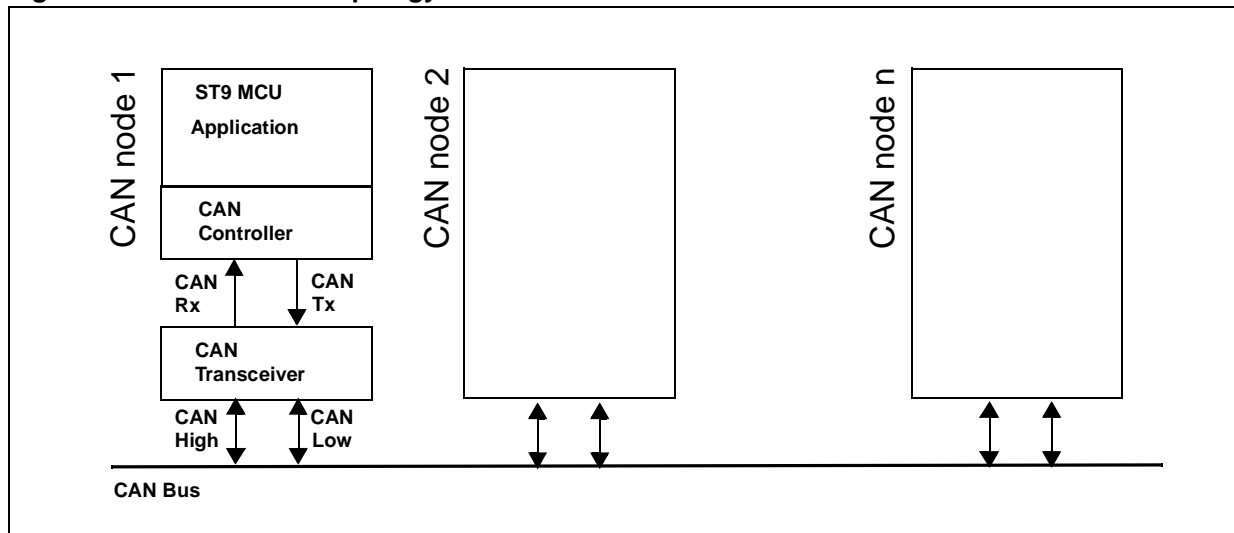 CAN node 1
ST9 MCU
Application
CAN
Controller
CAN
Rx
CAN
Tx
CAN
Transceiver
CAN
High
CAN
Low
CAN node 2
CAN node n
CAN Bus